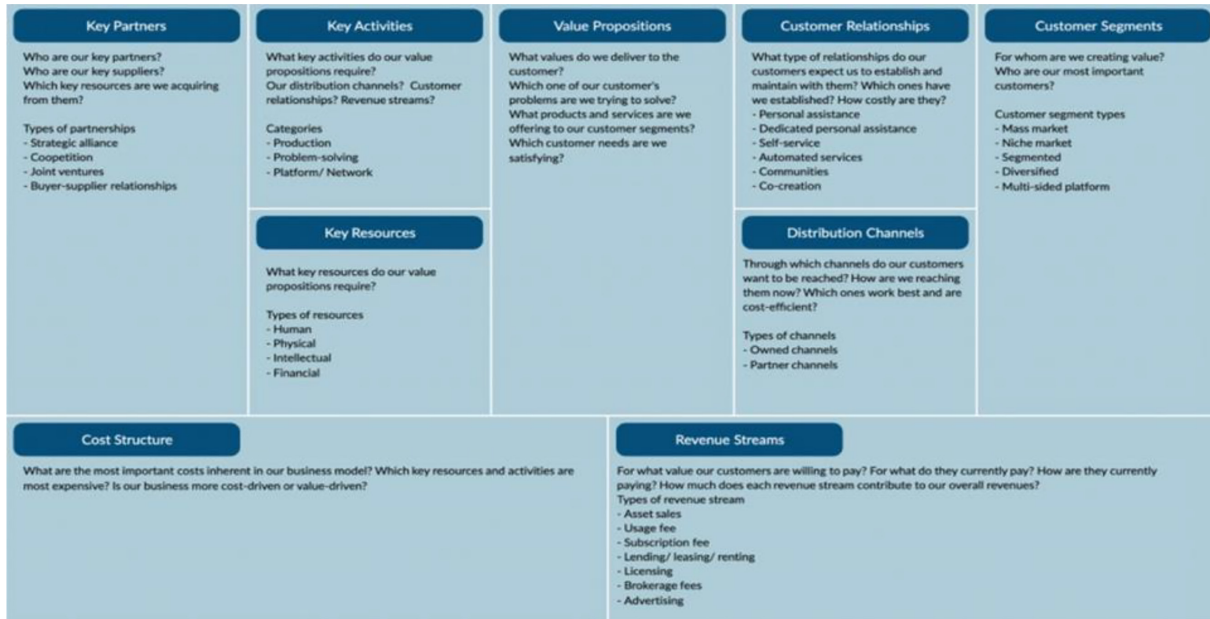 Key Partners
Who are our key partners?
Who are our key suppliers?
Which key resources are we acquiring
from them?
Types of partnerships
- Strategic alliance
- Coopetition
- Joint ventures
- Buyer-supplier relationships
Key Activities
What key activities do our value
propositions require?
Our distribution channels? Customer
relationships? Revenue streams?
Categories
- Production
- Problem-solving
- Platform/ Network
Key Resources
What key resources do our value
propositions require?
Types of resources
- Human
- Physical
- Intellectual
- Financial
Value Propositions
What values do we deliver to the
customer?
Which one of our customer's
problems are we trying to solve?
What products and services are we
offering to our customer segments?
Which customer needs are we
satisfying?
Customer Relationships
What type of relationships do our
customers expect us to establish and
maintain with them? Which ones have
we established? How costly are they?
- Personal assistance
- Dedicated personal assistance
- Self-service
- Automated services
- Communities
- Co-creation
Distribution Channels
Through which channels do our customers
want to be reached? How are we reaching
them now? Which ones work best and are
cost-efficient?
Types of channels
- Owned channels
- Partner channels
Customer Segments
For whom are we creating value?
Who are our most important
customers?
Customer segment types
- Mass market
- Niche market
- Segmented
- Diversified
- Multi-sided platform
Cost Structure
What are the most important costs inherent in our business model? Which key resources and activities are
most expensive? Is our business more cost-driven or value-driven?
Revenue Streams
For what value our customers are willing to pay? For what do they currently pay? How are they currently
paying? How much does each revenue stream contribute to our overall revenues?
Types of revenue stream
- Asset sales
- Usage fee
- Subscription fee
- Lending/ leasing/ renting
- Licensing
- Brokerage fees
- Advertising